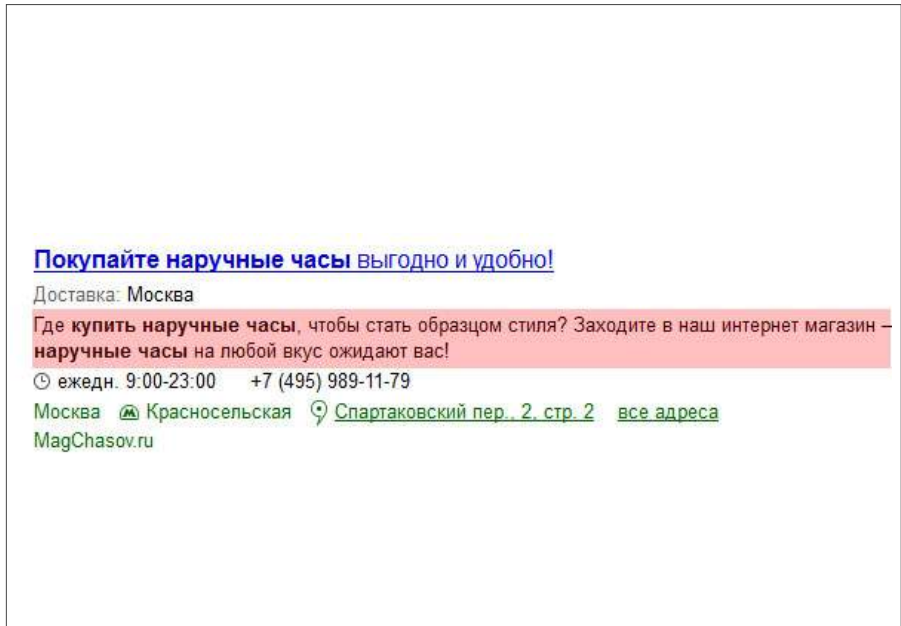 Покупайте наручные часы выгодно и удобно!
Доставка: Москва
Где купить наручные часы, чтобы стать образцом стиля? Заходите в наш интернет магазин –
наручные часы на любой вкус ожидают вас!
ежедн. 9:00-23:00 +7 (495) 989-11-79
Москва Красносельская Спартаковский пер., 2, стр. 2 все адреса
MagChasov.ru